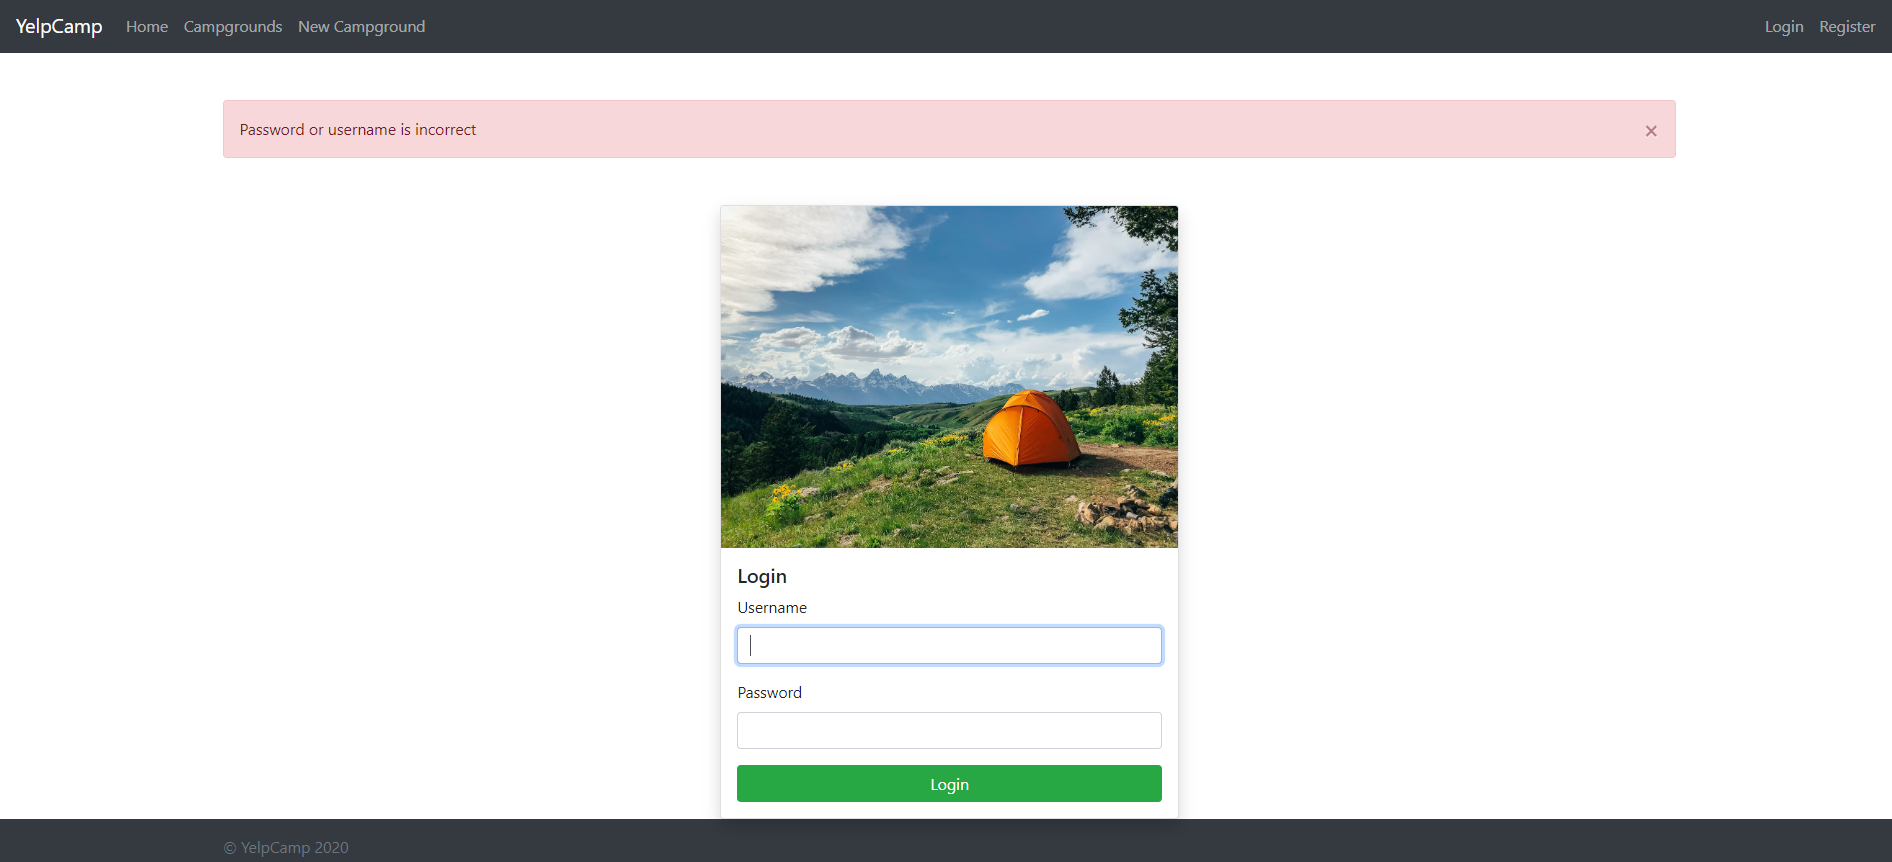 YelpCamp Home Campgrounds New Campground Login Register
Password or username is incorrect ×
Login
Username
Password
Login
© YelpCamp 2020